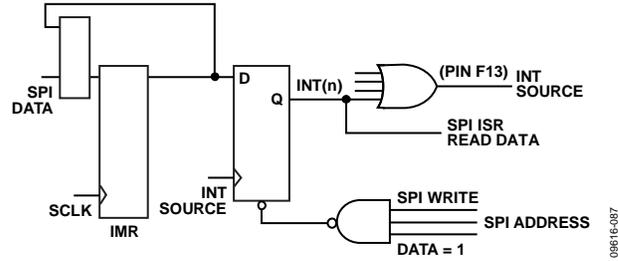 SPI
DATA
SCLK
IMR
D
Q
INT
SOURCE
INT(n)
(PIN F13)
INT
SOURCE
SPI ISR
READ DATA
SPI WRITE
SPI ADDRESS
DATA = 1
09616-087